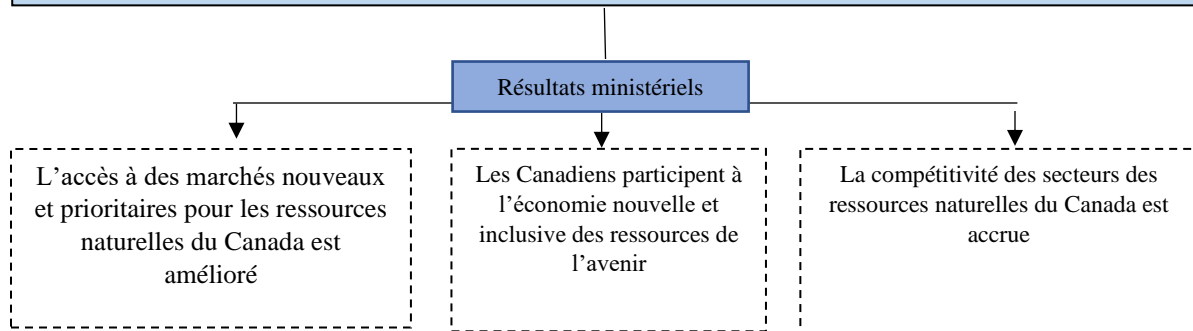 Résultats ministériels
L’accès à des marchés nouveaux
et prioritaires pour les ressources
naturelles du Canada est
amélioré
Les Canadiens participent à
l’économie nouvelle et
inclusive des ressources de
l’avenir
La compétitivité des secteurs des
ressources naturelles du Canada est
accrue